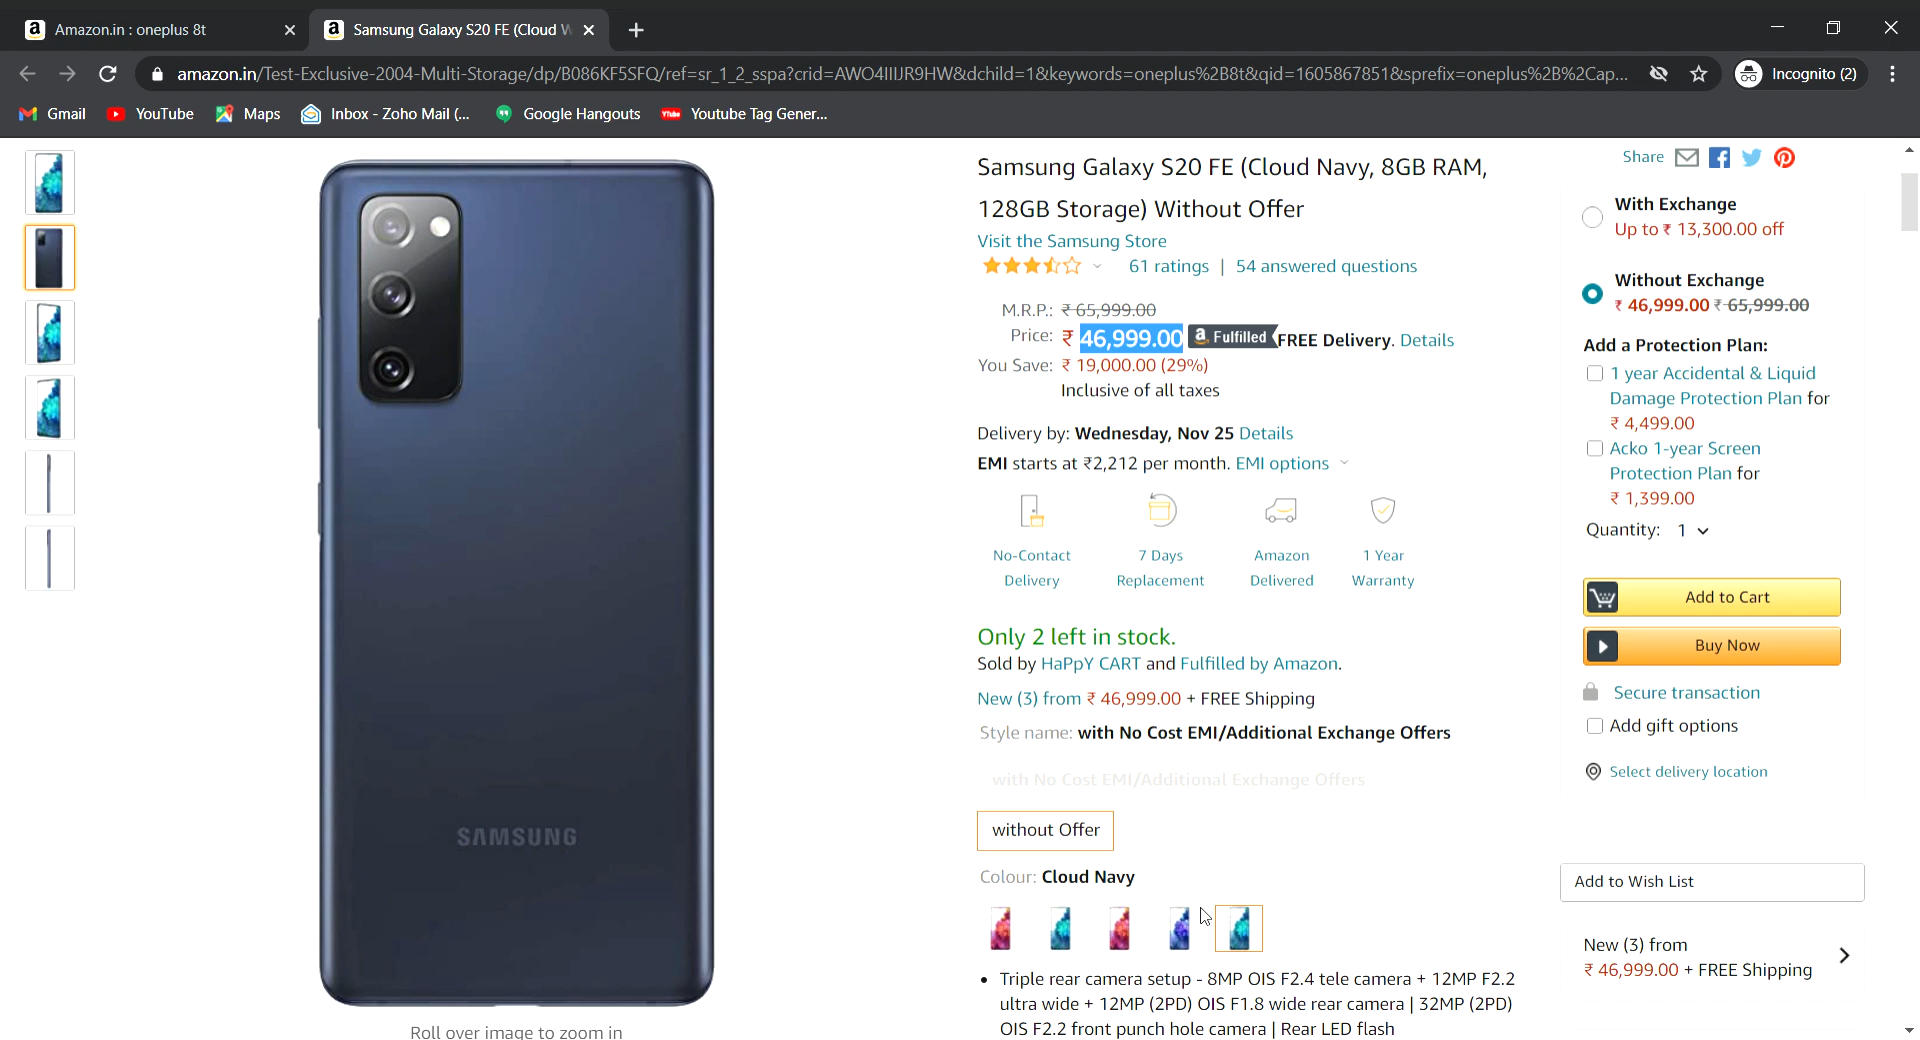 Amazon.in : oneplus 8t
Samsung Galaxy S20 FE (Cloud W
amazon.in/Test-Exclusive-2004-Multi-Storage/dp/B086KF5SFQ/ref=sr_1_2_sspa?crid=AWO4IIIJR9HW&dchild=1&keywords=oneplus%2B8t&qid=1605867851&sprefix=oneplus%2B%2Cap...
Incognito (2)
Gmail
YouTube
Maps
Inbox - Zoho Mail (...
Google Hangouts
Youtube Tag Gener...
SAMSUNG
Roll over image to zoom in
Samsung Galaxy S20 FE (Cloud Navy, 8GB RAM,
128GB Storage) Without Offer
Visit the Samsung Store
61 ratings | 54 answered questions
M.R.P.: ₹ 65,999.00
Price: ₹ 46,999.00 a Fulfilled FREE Delivery. Details
You Save: ₹ 19,000.00 (29%)
Inclusive of all taxes
Delivery by: Wednesday, Nov 25 Details
EMI starts at ₹2,212 per month. EMI options
No-Contact
Delivery
7 Days
Replacement
Amazon
Delivered
1 Year
Warranty
Only 2 left in stock.
Sold by HaPpY CART and Fulfilled by Amazon.
New (3) from ₹ 46,999.00 + FREE Shipping
Style name: with No Cost EMI/Additional Exchange Offers
with No Cost EMI/Additional Exchange Offers
without Offer
Colour: Cloud Navy
• Triple rear camera setup - 8MP OIS F2.4 tele camera + 12MP F2.2
ultra wide + 12MP (2PD) OIS F1.8 wide rear camera | 32MP (2PD)
OIS F2.2 front punch hole camera | Rear LED flash
Share
With Exchange
Up to ₹ 13,300.00 off
Without Exchange
₹ 46,999.00 ₹ 65,999.00
Add a Protection Plan:
1 year Accidental & Liquid
Damage Protection Plan for
₹ 4,499.00
Acko 1-year Screen
Protection Plan for
₹ 1,399.00
Quantity: 1
Add to Cart
Buy Now
Secure transaction
Add gift options
Select delivery location
Add to Wish List
New (3) from
₹ 46,999.00 + FREE Shipping